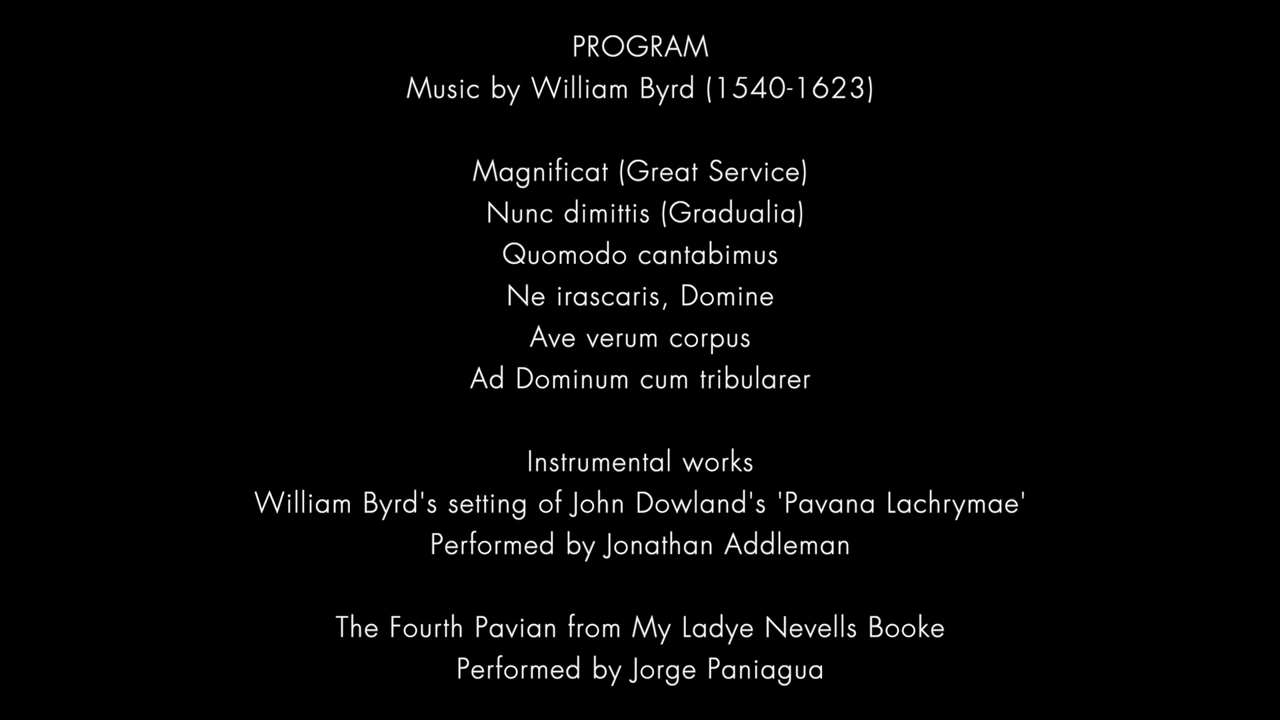 PROGRAM
Music by William Byrd (1540-1623)
Magnificat (Great Service)
Nunc dimittis (Gradualia)
Quomodo cantabimus
Ne irascaris, Domine
Ave verum corpus
Ad Dominum cum tribularer
Instrumental works
William Byrd's setting of John Dowland's 'Pavana Lachrymae'
Performed by Jonathan Addleman
The Fourth Pavian from My Ladye Nevells Booke
Performed by Jorge Paniagua